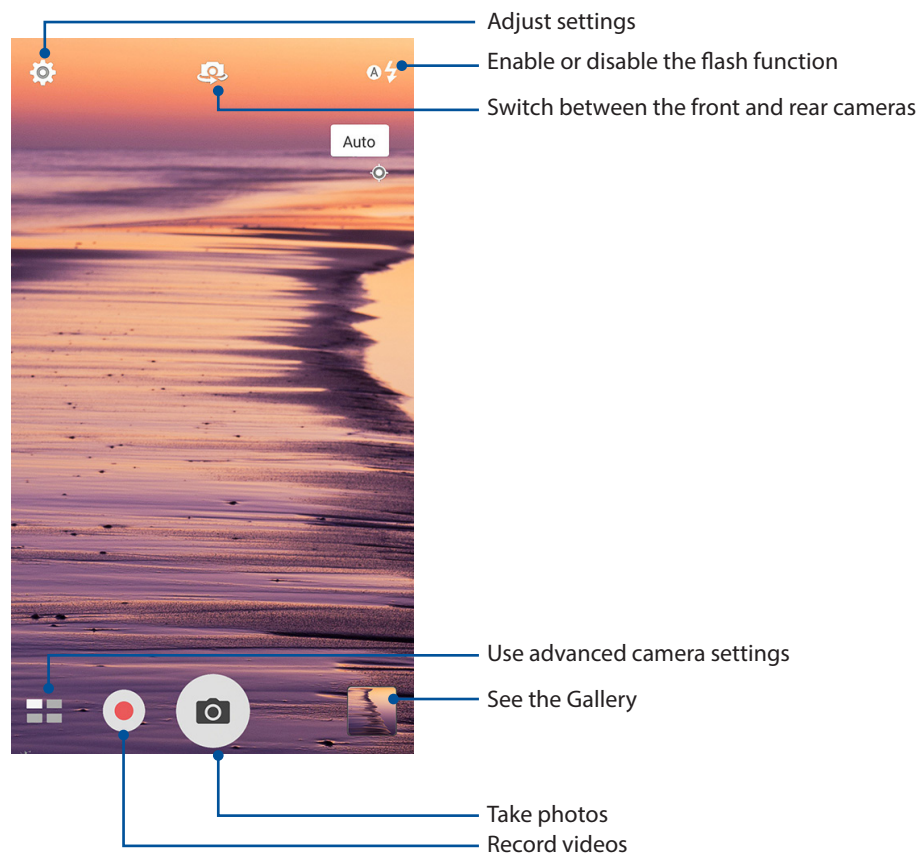 Adjust settings
Enable or disable the flash function
A
Switch between the front and rear cameras
Auto
Use advanced camera settings
See the Gallery
Take photos
Record videos